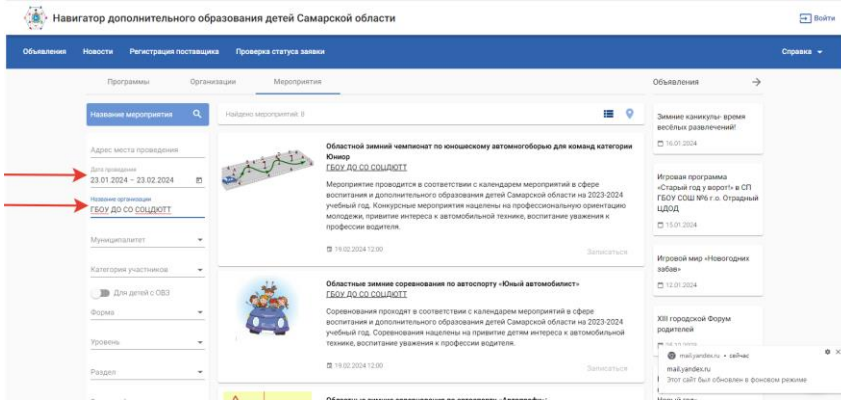 Навигатор дополнительного образования детей Самарской области
Войти
Объявления Новости Регистрация поставщика Проверка статуса заявки Справка
Программы Организации Мероприятия
Название мероприятия
Адрес места проведения
Дата проведения
23.01.2024 – 23.02.2024
Название организации
ГБОУ ДО СО СОЦДЮТТ
Муниципалитет
Категория участников
Для детей с ОВЗ
Форма
Уровень
Раздел
Найдено мероприятий: 8
Областной зимний чемпионат по юношескому автомногоборью для команд категории
Юниор
ГБОУ ДО СО СОЦДЮТТ
Мероприятие проводится в соответствии с календарем мероприятий в сфере
воспитания и дополнительного образования детей Самарской области на 2023-2024
учебный год. Конкурсные мероприятия нацелены на профессиональную ориентацию
молодежи, привитие интереса к автомобильной технике, воспитание уважения к
профессии водителя.
19.02.2024 12:00
Записаться
Областные зимние соревнования по автоспорту «Юный автомобилист»
ГБОУ ДО СО СОЦДЮТТ
Соревнования проходят в соответствии с календарем мероприятий в сфере
воспитания и дополнительного образования детей Самарской области на 2023-2024
учебный год. Соревнования нацелены на привитие детям интереса к автомобильной
технике, воспитание уважения к профессии водителя.
19.02.2024 12:00
Записаться
Объявления
Зимние каникулы- время
весёлых развлечений!
16.01.2024
Игровая программа
«Старый год у ворот!» в СП
ГБОУ СОШ №6 г.о. Отрадный
ЦДОД
15.01.2024
Игровой мир «Новогодних
забав»
12.01.2024
XIII городской Форум
родителей
mail.yandex.ru • сейчас
mail.yandex.ru
Этот сайт был обновлен в фоновом режиме